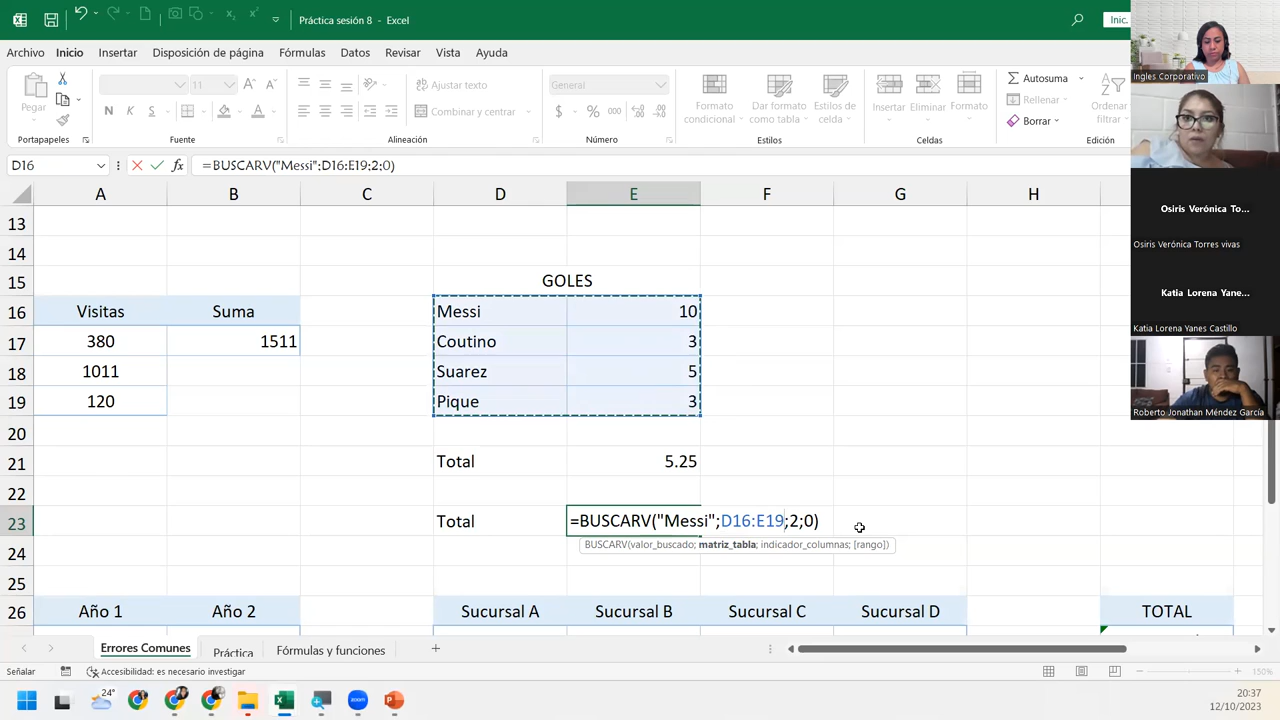 Práctica sesión 8 - Excel
Inic.
Archivo Inicio Insertar Disposición de página Fórmulas Datos Revisar Vista Ayuda
Pegar
11
N K S
General
Combinar y centrar
$ % 000
Formato condicional
Dar formato como tabla
Estilos de celda
Insertar
Eliminar
Formato
Autosuma
Rellenar
Borrar
Ordenar
filtrar
Portapapeles Fuente Alineación Número Estilos Celdas Edición
D16 fx =BUSCARV("Messi";D16:E19;2;0)
A B C D E F G H
13
14
15 GOLES
16 Visitas Suma Messi 10
17 380 1511 Coutino 3
18 1011 Suarez 5
19 120 Pique 3
20
21 Total 5.25
22
23 Total =BUSCARV("Messi";D16:E19;2;0)
BUSCARV(valor_buscado; matriz_tabla; indicador_columnas; [rango])
24
25
26 Año 1 Año 2 Sucursal A Sucursal B Sucursal C Sucursal D TOTAL
Errores Comunes Práctica Fórmulas y funciones
Señalar Accesibilidad: es necesario investigar 150%
24°
zoom
20:37
12/10/2023
Ingles Corporativo
Osiris Verónica To...
Osiris Verónica Torres vivas
Katia Lorena Yane...
Katia Lorena Yanes Castillo
Roberto Jonathan Méndez García